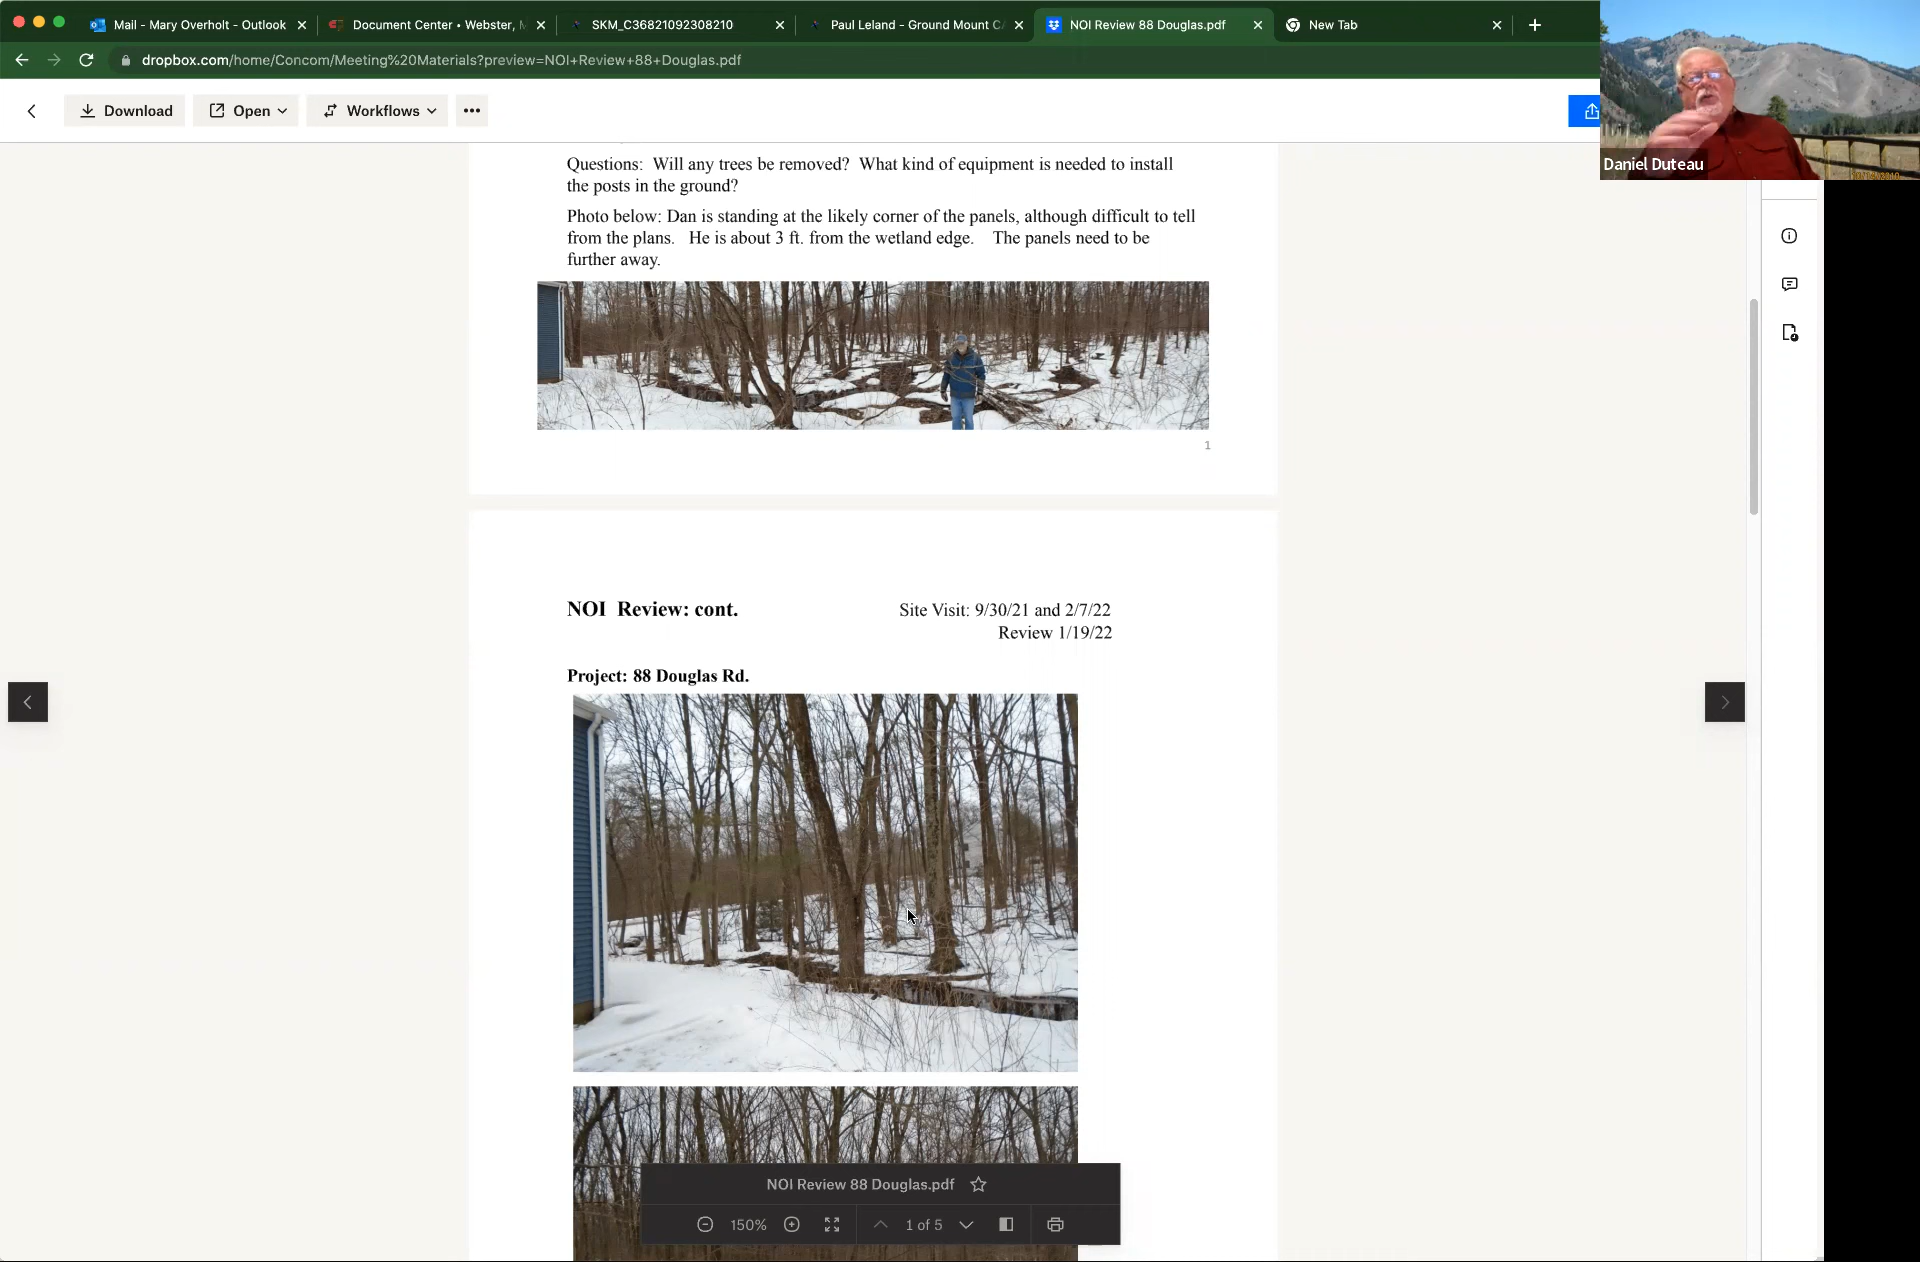 Mail - Mary Overholt - Outlook
Document Center • Webster, M
SKM_C36821092308210
Paul Leland - Ground Mount CA
NOI Review 88 Douglas.pdf
New Tab
dropbox.com/home/Concom/Meeting%20Materials?preview=NOI+Review+88+Douglas.pdf
Download
Open
Workflows
Daniel Duteau
Questions: Will any trees be removed? What kind of equipment is needed to install
the posts in the ground?
Photo below: Dan is standing at the likely corner of the panels, although difficult to tell
from the plans. He is about 3 ft. from the wetland edge. The panels need to be
further away.
1
NOI Review: cont.
Site Visit: 9/30/21 and 2/7/22
Review 1/19/22
Project: 88 Douglas Rd.
NOI Review 88 Douglas.pdf
150%
1 of 5